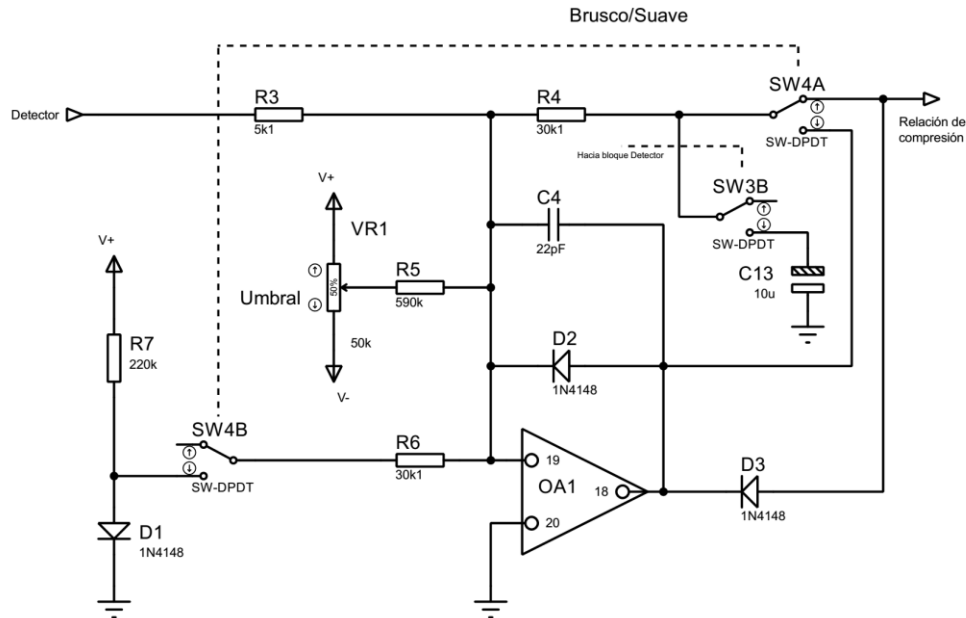 Brusco/Suave
SW4A
R3
R4
Detector
5k1
30k1
Relación de
compresión
SW-DPDT
Hacia bloque Detector
V+
SW3B
C4
VR1
22pF
SW-DPDT
V+
R5
C13
Umbral
50%
590k
10u
R7
220k
50k
D2
1N4148
V-
SW4B
R6
D3
19
OA1
18
SW-DPDT
30k1
1N4148
20
D1
1N4148